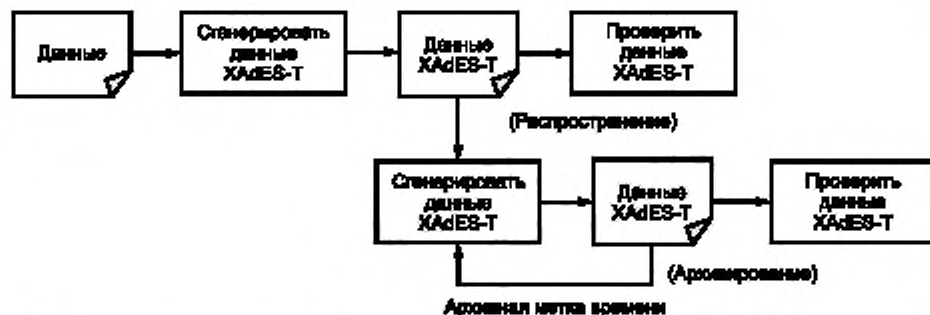 Данные
Сгенерировать
данные
XAdES-T
Данные
XAdES-T
Проверить
данные
XAdES-T
(Распространение)
Сгенерировать
данные
XAdES-T
Данные
XAdES-T
Проверить
данные
XAdES-T
(Архивирование)
Архивная метка времени